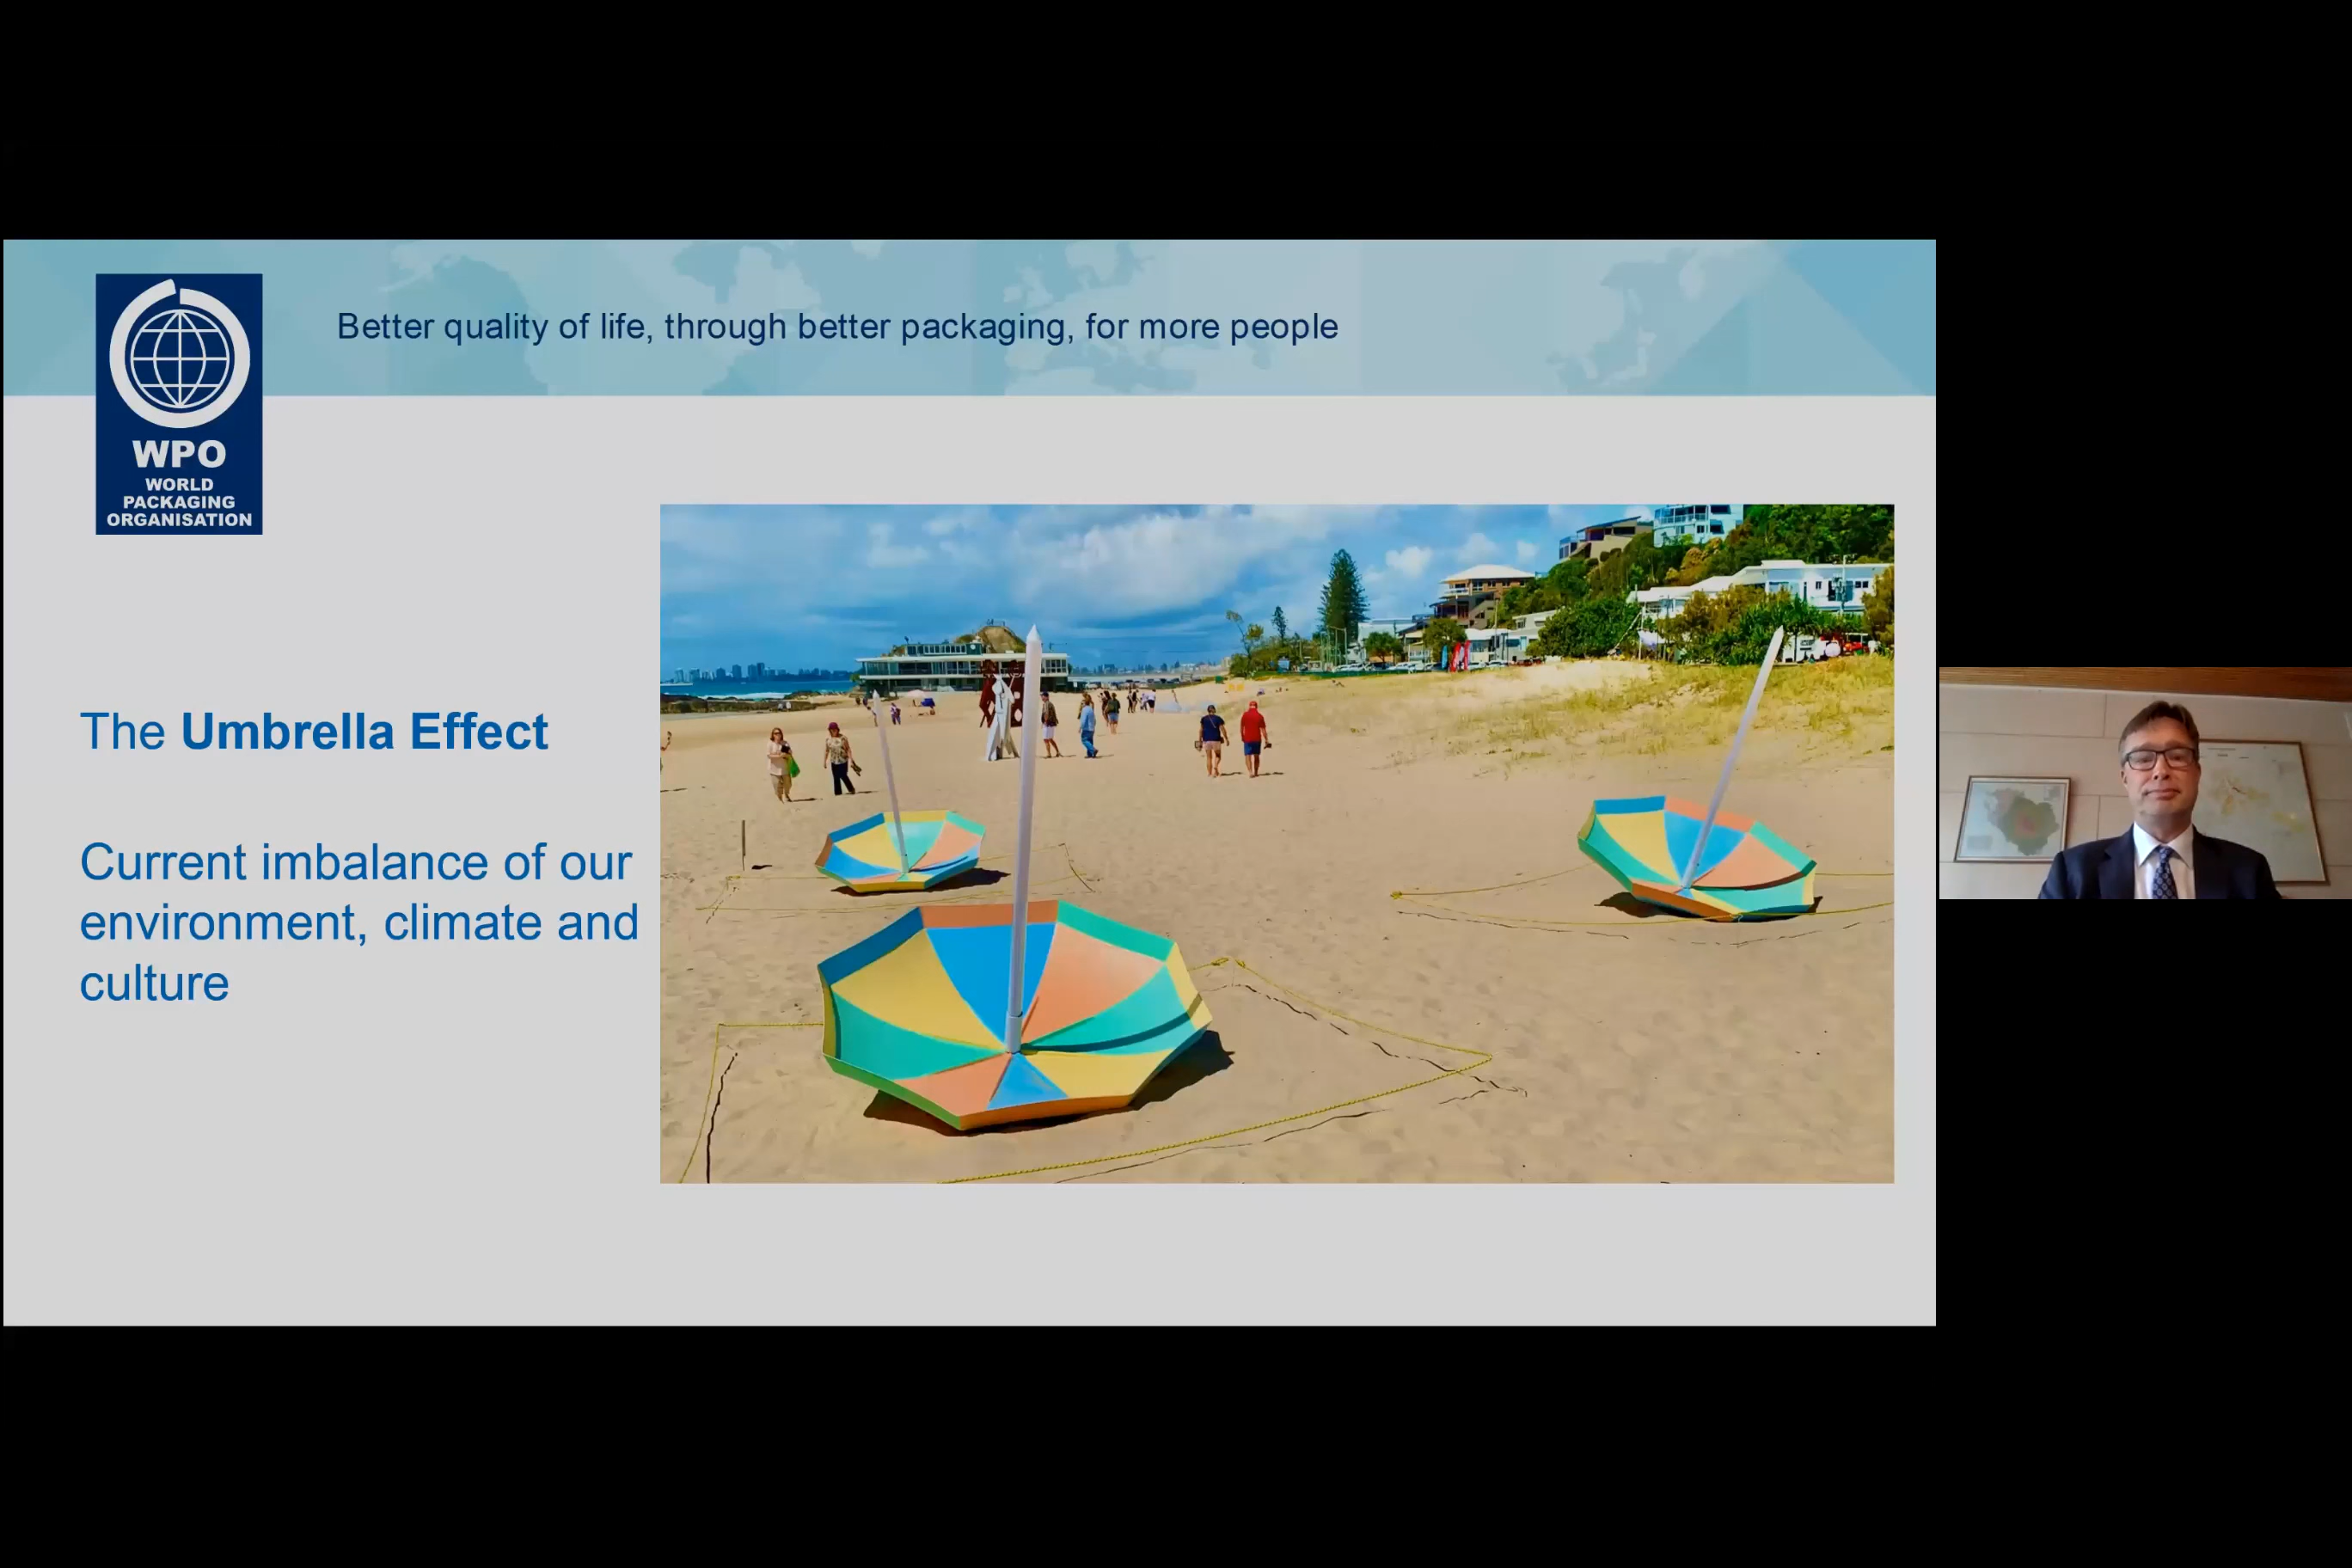 Better quality of life, through better packaging, for more people
WPO
WORLD
PACKAGING
ORGANISATION
The Umbrella Effect
Current imbalance of our
environment, climate and
culture